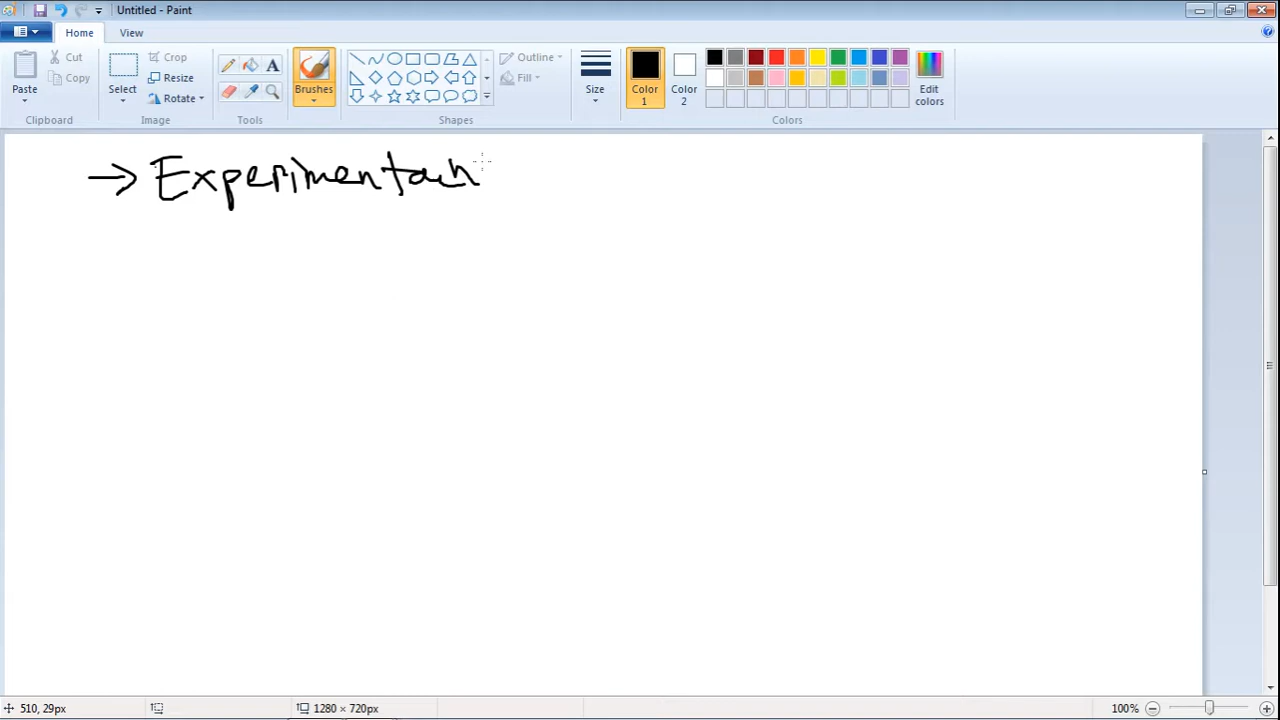 Untitled - Paint
Home View
Paste
Cut
Copy
Clipboard
Select
Crop
Resize
Rotate
Image
A
Tools
Brushes
Outline
Fill
Shapes
Size
Color 1
Color 2
Edit colors
Colors
→ Experimentain
510, 29px
1280 × 720px
100%